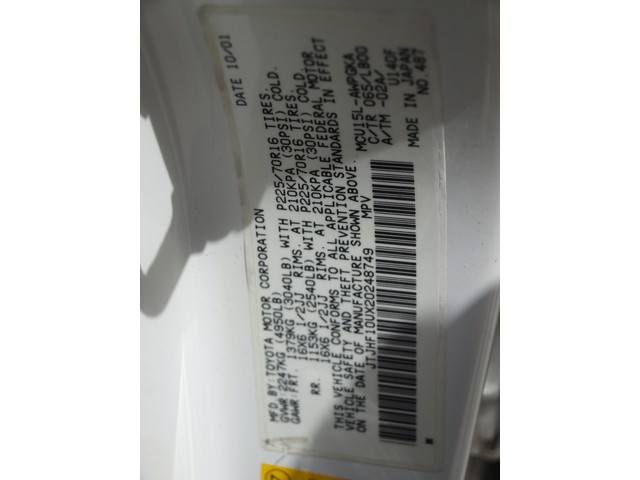 MFD BY:TOYOTA MOTOR CORPORATION DATE 10/01
GVWR 2247KG (4950LB)
GAWR:FRT. 1379KG (3040LB) WITH P225/70R16 TIRES.
16X6 1/2JJ RIMS. AT 210KPA (30PSI) COLD.
RR. 1153KG (2540LB) WITH P225/70R16 TIRES.
16X6 1/2JJ RIMS. AT 210KPA (30PSI) COLD.
THIS VEHICLE CONFORMS TO ALL APPLICABLE FEDERAL MOTOR
VEHICLE SAFETY AND THEFT PREVENTION STANDARDS IN EFFECT
ON THE DATE OF MANUFACTURE SHOWN ABOVE.
JTJHF10UX20248749 MPV
MCU15L-AWPGKA
C/TR 065/LB00
A/TM -02A/
U140F
MADE IN JAPAN
NO.487